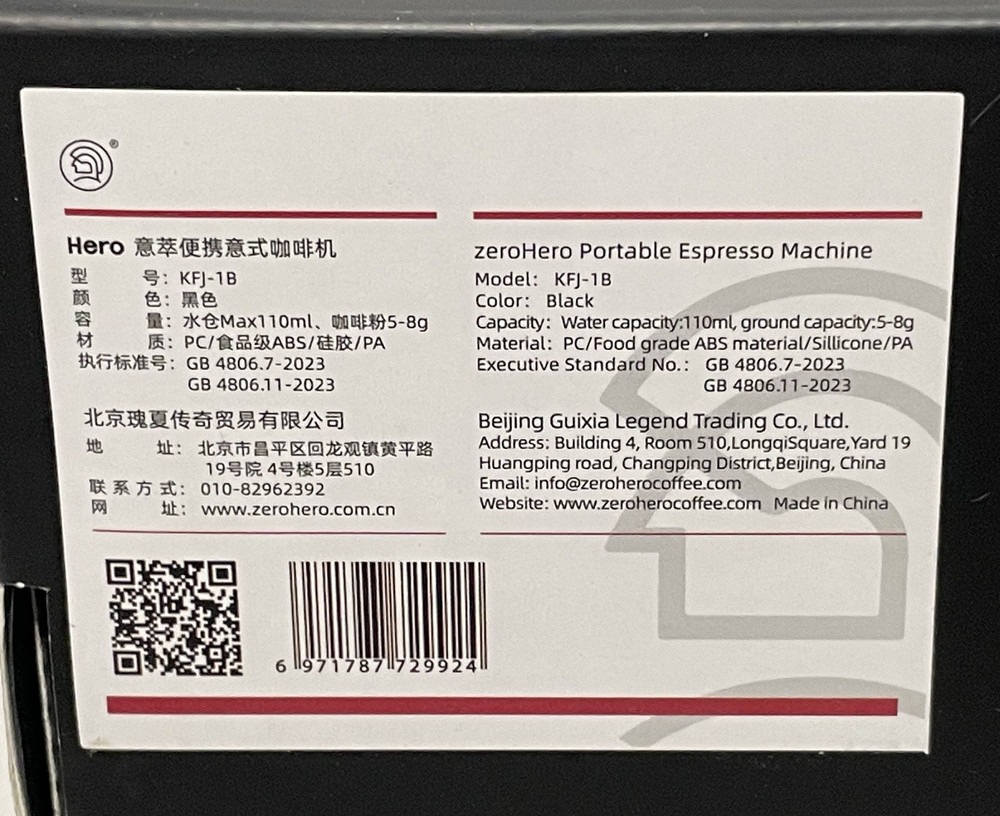 ®
Hero 意萃便携意式咖啡机
型 号：KFJ-1B
颜 色：黑色
容 量：水仓Max110ml、咖啡粉5-8g
材 质：PC/食品级ABS/硅胶/PA
执行标准号：GB 4806.7-2023
GB 4806.11-2023
北京瑰夏传奇贸易有限公司
地 址：北京市昌平区回龙观镇黄平路
19号院 4号楼5层510
联系方式：010-82962392
网 址：www.zerohero.com.cn
zeroHero Portable Espresso Machine
Model: KFJ-1B
Color: Black
Capacity: Water capacity:110ml, ground capacity:5-8g
Material: PC/Food grade ABS material/Sillicone/PA
Executive Standard No.: GB 4806.7-2023
GB 4806.11-2023
Beijing Guixia Legend Trading Co., Ltd.
Address: Building 4, Room 510,LongqiSquare,Yard 19
Huangping road, Changping District,Beijing, China
Email: info@zeroherocoffee.com
Website: www.zeroherocoffee.com Made in China
6 971787 729924